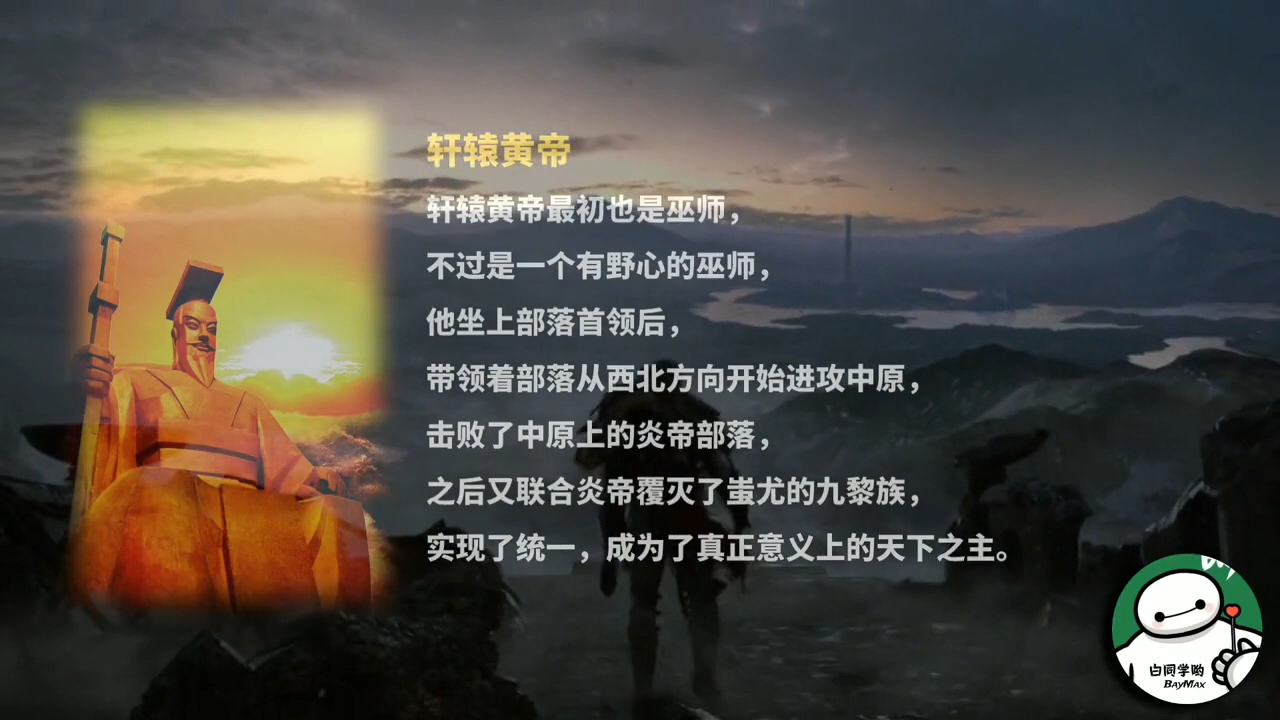 轩辕黄帝
轩辕黄帝最初也是巫师，
不过是一个有野心的巫师，
他坐上部落首领后，
带领着部落从西北方向开始进攻中原，
击败了中原上的炎帝部落，
之后又联合炎帝覆灭了蚩尤的九黎族，
实现了统一，成为了真正意义上的天下之主。
白同学哟
BAYMAX